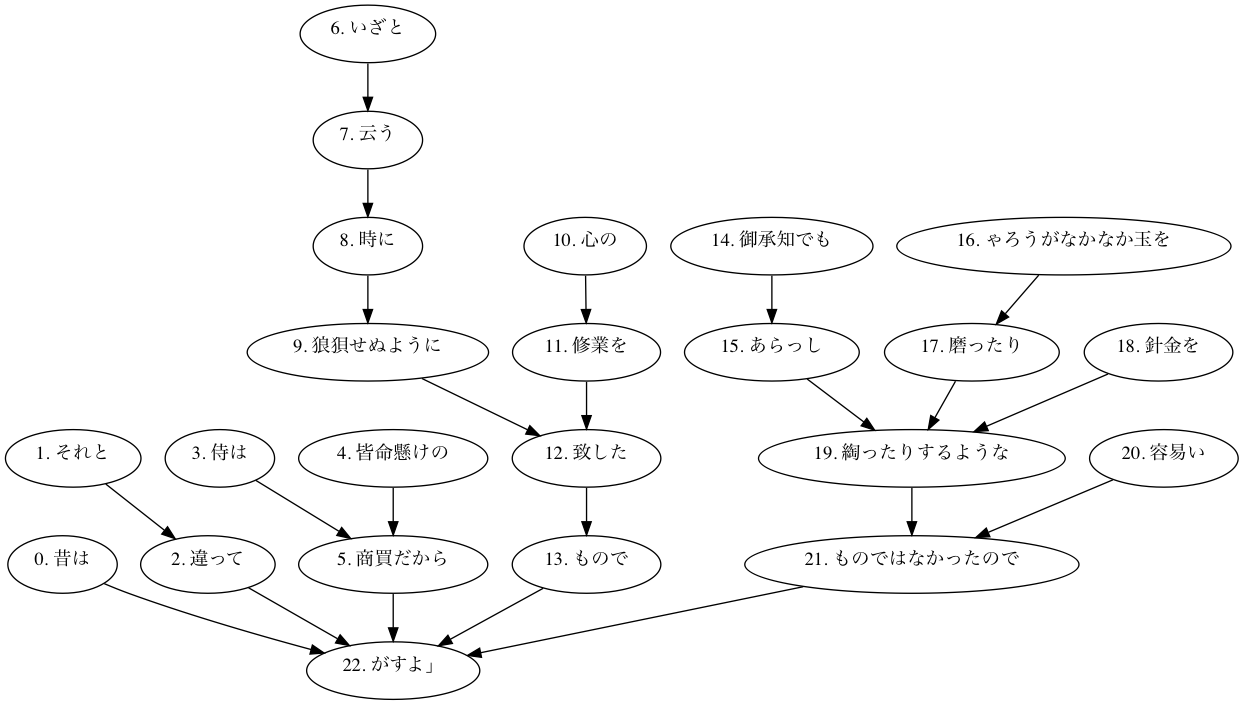 6. いざと
7. 云う
8. 時に
10. 心の
14. 御承知でも
16. ゃろうがなかなか玉を
9. 狼狽せぬように
11. 修業を
15. あらっし
17. 磨ったり
18. 針金を
1. それと
3. 侍は
4. 皆命懸けの
12. 致した
19. 綯ったりするような
20. 容易い
0. 昔は
2. 違って
5. 商買だから
13. もので
21. ものではなかったので
22. がすよ」